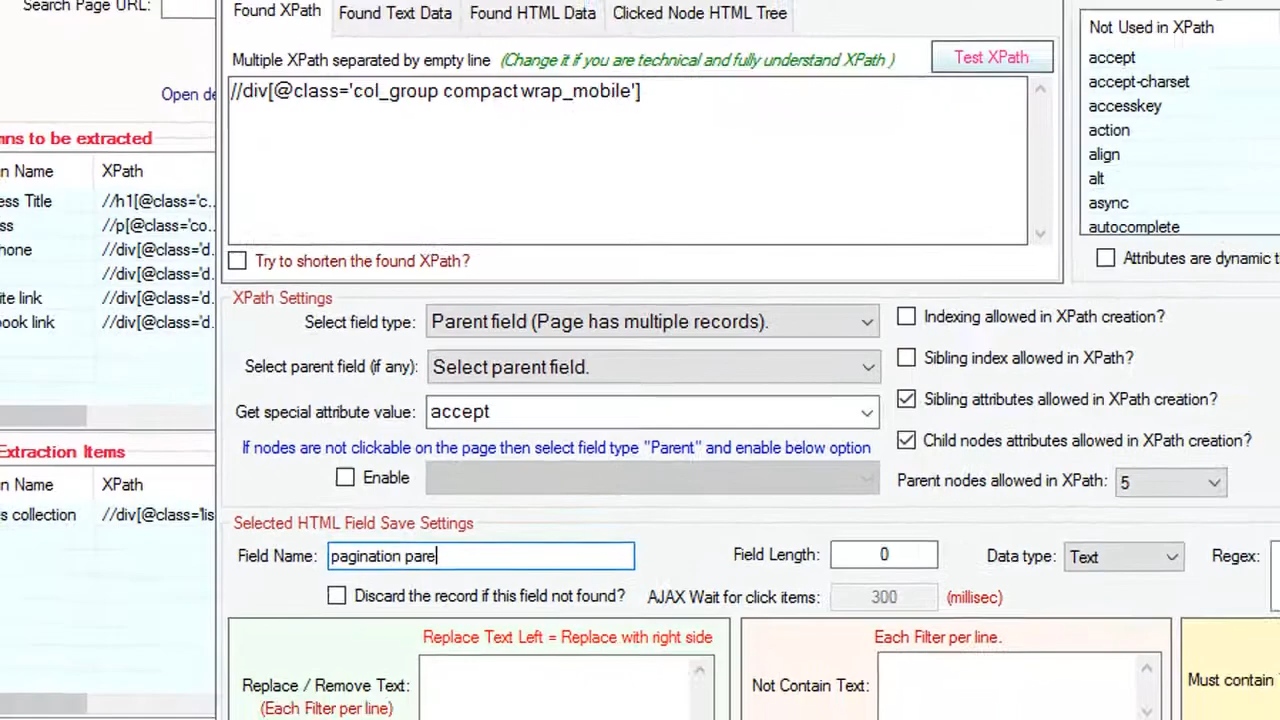 Search Page URL:
Open de
mns to be extracted
n Name XPath
ess Title //h1[@class='c..
ss //p[@class='co..
hone //div[@class='d..
//div[@class='d..
ite link //div[@class='d..
ook link //div[@class='d..
Extraction Items
n Name XPath
s collection //div[@class='lis
Found XPath Found Text Data Found HTML Data Clicked Node HTML Tree
Multiple XPath separated by empty line (Change it if you are technical and fully understand XPath ) Test XPath
//div[@class='col_group compact wrap_mobile']
Try to shorten the found XPath?
Not Used in XPath
accept
accept-charset
accesskey
action
align
alt
async
autocomplete
Attributes are dynamic t
XPath Settings
Select field type: Parent field (Page has multiple records).
Select parent field (if any): Select parent field.
Get special attribute value: accept
If nodes are not clickable on the page then select field type "Parent" and enable below option
Enable
Indexing allowed in XPath creation?
Sibling index allowed in XPath?
Sibling attributes allowed in XPath creation?
Child nodes attributes allowed in XPath creation?
Parent nodes allowed in XPath: 5
Selected HTML Field Save Settings
Field Name: pagination pare Field Length: 0 Data type: Text Regex:
Discard the record if this field not found? AJAX Wait for click items: 300 (millisec)
Replace Text Left = Replace with right side
Replace / Remove Text:
(Each Filter per line)
Each Filter per line.
Not Contain Text:
Must contain